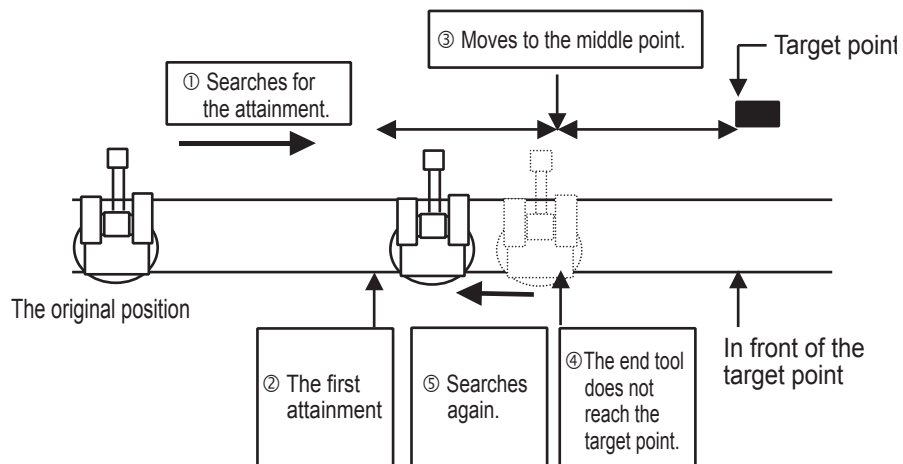 ③ Moves to the middle point.
Target point
① Searches for
the attainment.
The original position
② The first
attainment
⑤ Searches
again.
④The end tool
does not
reach the
target point.
In front of the
target point